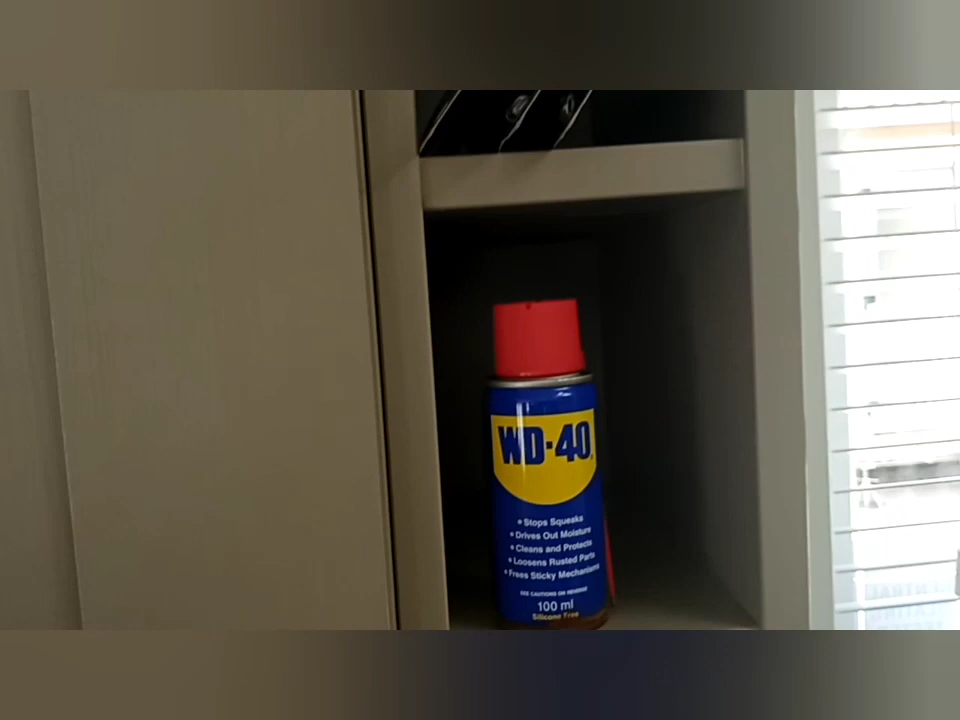 WD-40
• Stops Squeaks
• Drives Out Moisture
• Cleans and Protects
• Loosens Rusted Parts
• Frees Sticky Mechanisms
SEE CAUTIONS ON REVERSE
100 ml
Silicone Free